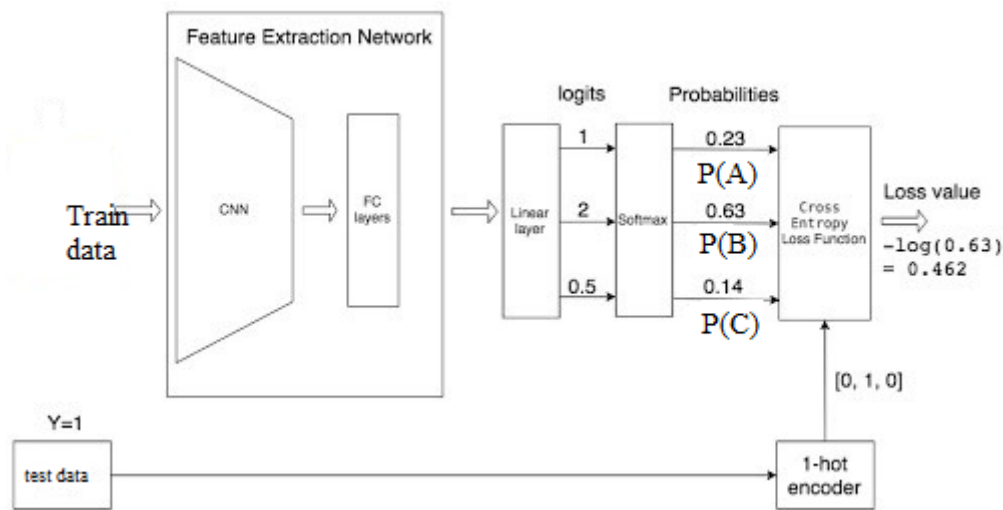 Feature Extraction Network
logits
Probabilities
1
0.23
P(A)
Train
data
CNN
FC
layers
Linear
layer
2
Softmax
0.63
P(B)
Cross
Entropy
Loss Function
Loss value
-log(0.63)
= 0.462
0.5
0.14
P(C)
[0, 1, 0]
Y=1
test data
1-hot
encoder